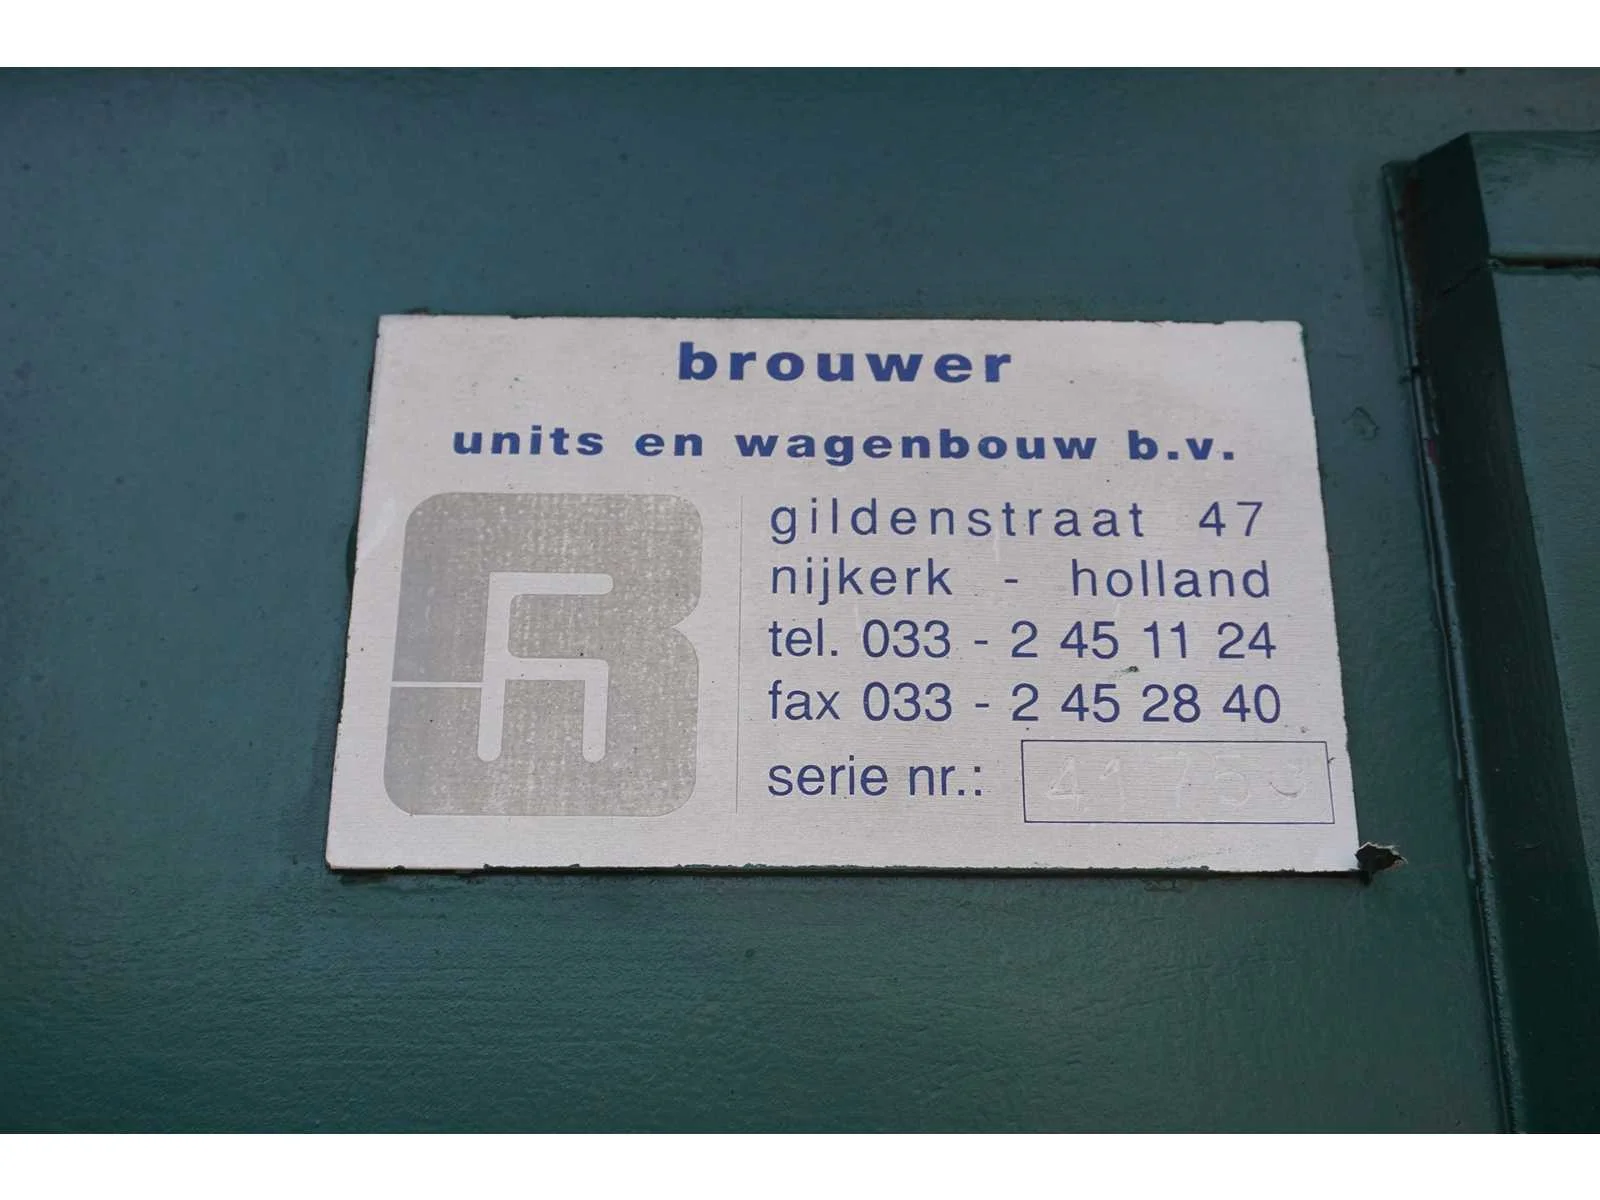 brouwer
units en wagenbouw b.v.
gildenstraat 47
nijkerk - holland
tel. 033 - 2 45 11 24
fax 033 - 2 45 28 40
serie nr.: